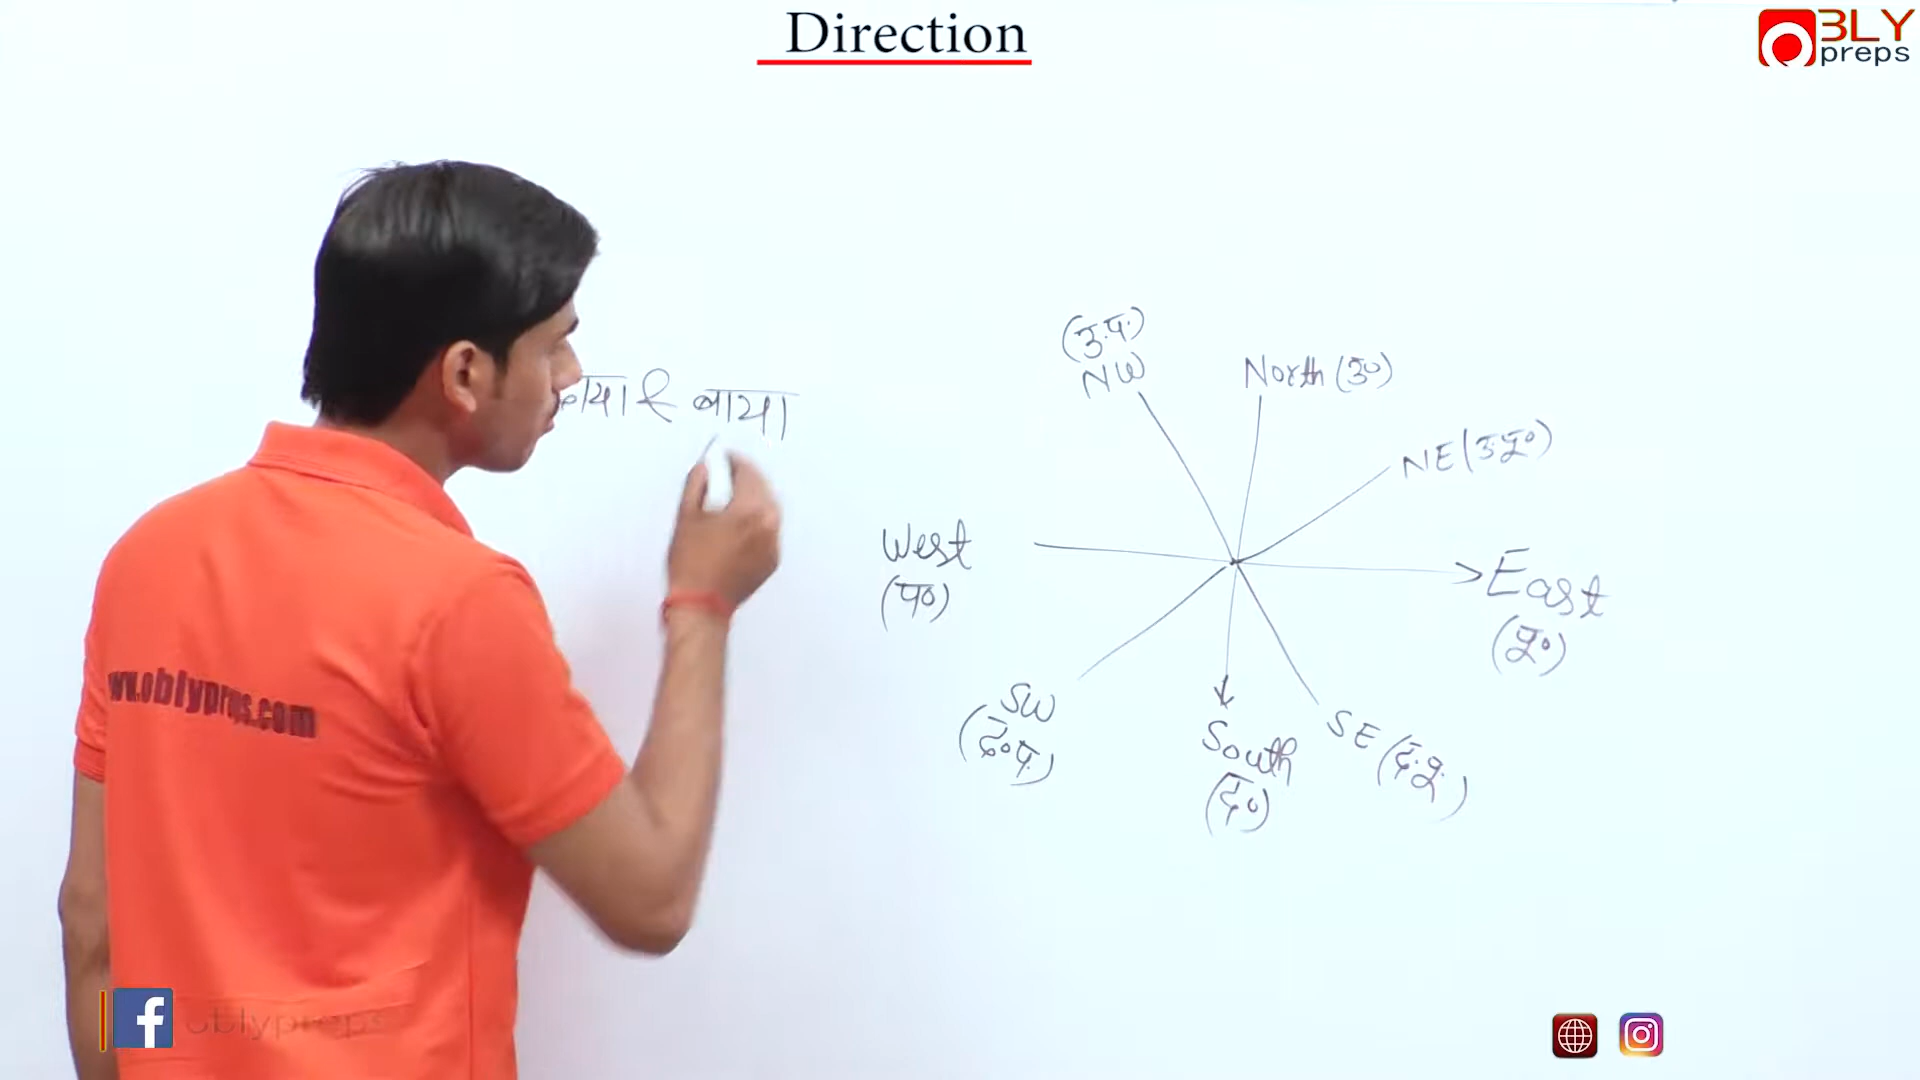 Direction
3LY
preps
(उ.प.)
NW
North (उ०)
NE (उ.पू०)
& बाया
West
(प०)
East
(पू०)
SW
(द०प.)
South
(द०)
SE (द.पू.)
ww.oblypreps.com
f oblypreps